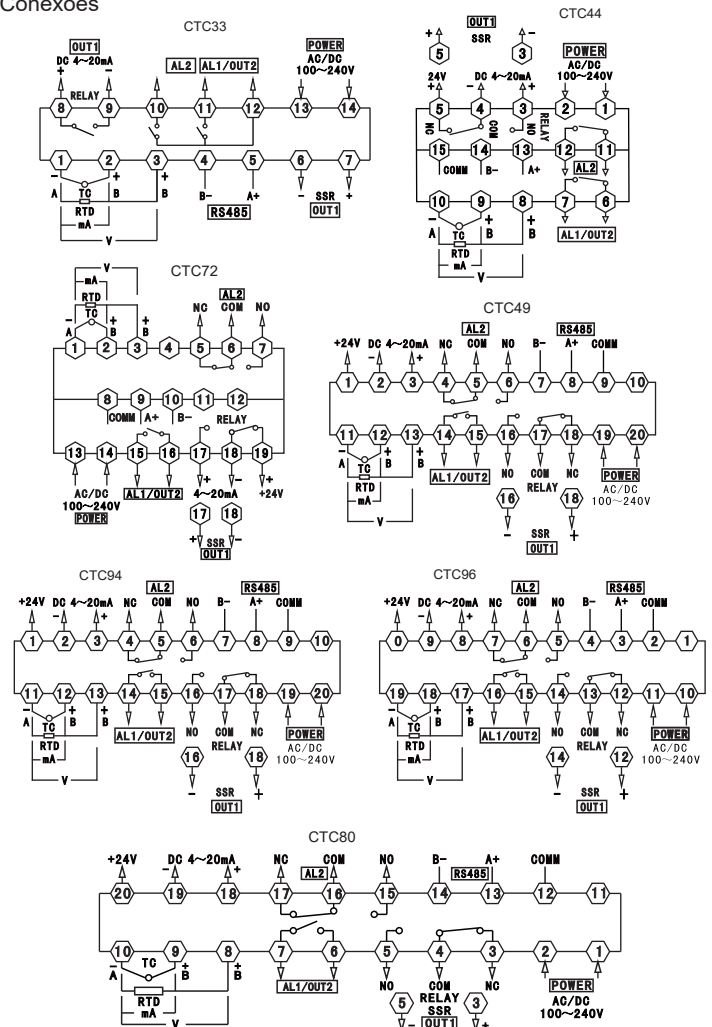 Conexões
CTC33
OUT1
DC 4~20mA
+ -
RELAY
AL2 AL1/OUT2
POWER
AC/DC
100~240V
8 9 10 11 12 13 14
1 2 3 4 5 6 7
- + +
A TC B B
RTD
mA
V
B- A+
RS485
- SSR +
OUT1
CTC44
OUT1
+ SSR -
5 3
24V DC 4~20mA
+ - +
POWER
AC/DC
100~240V
5 4 3 2 1
NO COM NO RELAY
15 14 13 12 11
COMM B- A+
AL2
10 9 8 7 6
- + +
A TC B B
RTD
mA
V
AL1/OUT2
CTC72
V
mA
RTD
TC
- + +
A B B
AL2
NC COM NO
1 2 3 4 5 6 7
8 9 10 11 12
COMM A+ B-
RELAY
13 14 15 16 17 18 19
AC/DC
100~240V
POWER
AL1/OUT2
+ - +
4~20mA +24V
17 18
+ SSR -
OUT1
CTC49
+24V DC 4~20mA NC COM NO B- A+ COMM
- +
AL2
RS485
1 2 3 4 5 6 7 8 9 10
11 12 13 14 15 16 17 18 19 20
- + +
A TC B B
RTD
mA
V
AL1/OUT2
NO COM NC
RELAY
16 18
- SSR +
OUT1
POWER
AC/DC
100~240V
CTC94
+24V DC 4~20mA NC COM NO B- A+ COMM
- +
AL2
RS485
1 2 3 4 5 6 7 8 9 10
11 12 13 14 15 16 17 18 19 20
- + +
A TC B B
RTD
mA
V
AL1/OUT2
NO COM NC
RELAY
16 18
- SSR +
OUT1
POWER
AC/DC
100~240V
CTC96
+24V DC 4~20mA NC COM NO B- A+ COMM
- +
AL2
RS485
0 9 8 7 6 5 4 3 2 1
19 18 17 16 15 14 13 12 11 10
- + +
A TC B B
RTD
mA
V
AL1/OUT2
NO COM NC
RELAY
14 12
- SSR +
OUT1
POWER
AC/DC
100~240V
CTC80
+24V DC 4~20mA NC COM NO B- A+ COMM
- +
AL2
RS485
20 19 18 17 16 15 14 13 12 11
10 9 8 7 6 5 4 3 2 1
- + +
A TC B B
RTD
mA
V
AL1/OUT2
NO COM NC
RELAY
5 3
SSR
- OUT1 +
POWER
AC/DC
100~240V